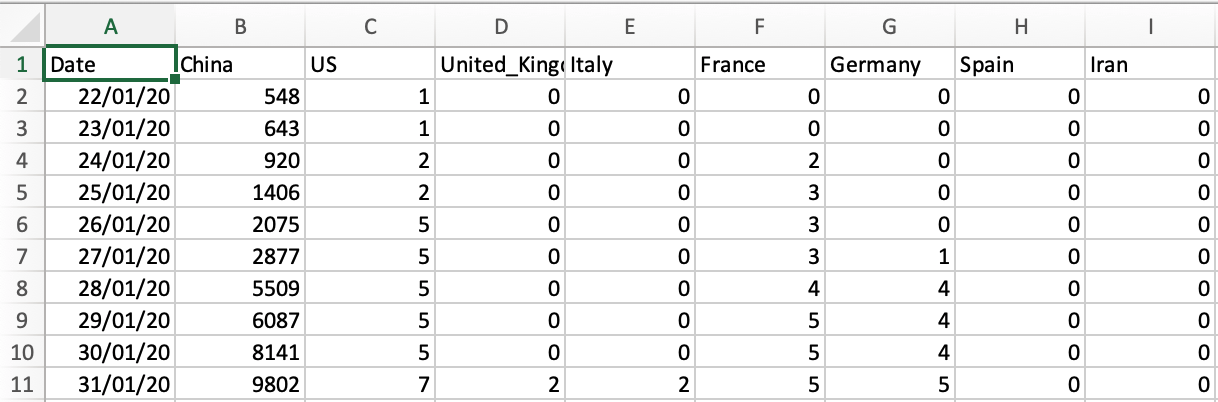 A B C D E F G H I
1 Date China US United_King Italy France Germany Spain Iran
2 22/01/20 548 1 0 0 0 0 0 0
3 23/01/20 643 1 0 0 0 0 0 0
4 24/01/20 920 2 0 0 2 0 0 0
5 25/01/20 1406 2 0 0 3 0 0 0
6 26/01/20 2075 5 0 0 3 0 0 0
7 27/01/20 2877 5 0 0 3 1 0 0
8 28/01/20 5509 5 0 0 4 4 0 0
9 29/01/20 6087 5 0 0 5 4 0 0
10 30/01/20 8141 5 0 0 5 4 0 0
11 31/01/20 9802 7 2 2 5 5 0 0